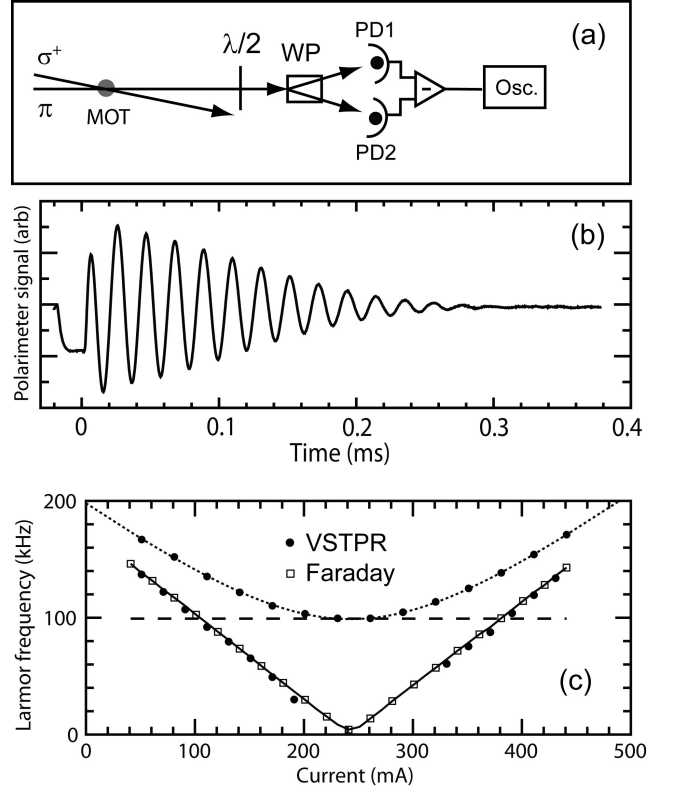 (a)
PD1
λ/2
WP
σ+
π
MOT
-
Osc.
PD2
Polarimeter signal (arb)
(b)
0
0.1
0.2
0.3
0.4
Time (ms)
Larmor frequency (kHz)
200
100
0
VSTPR
Faraday
(c)
0
100
200
300
400
500
Current (mA)